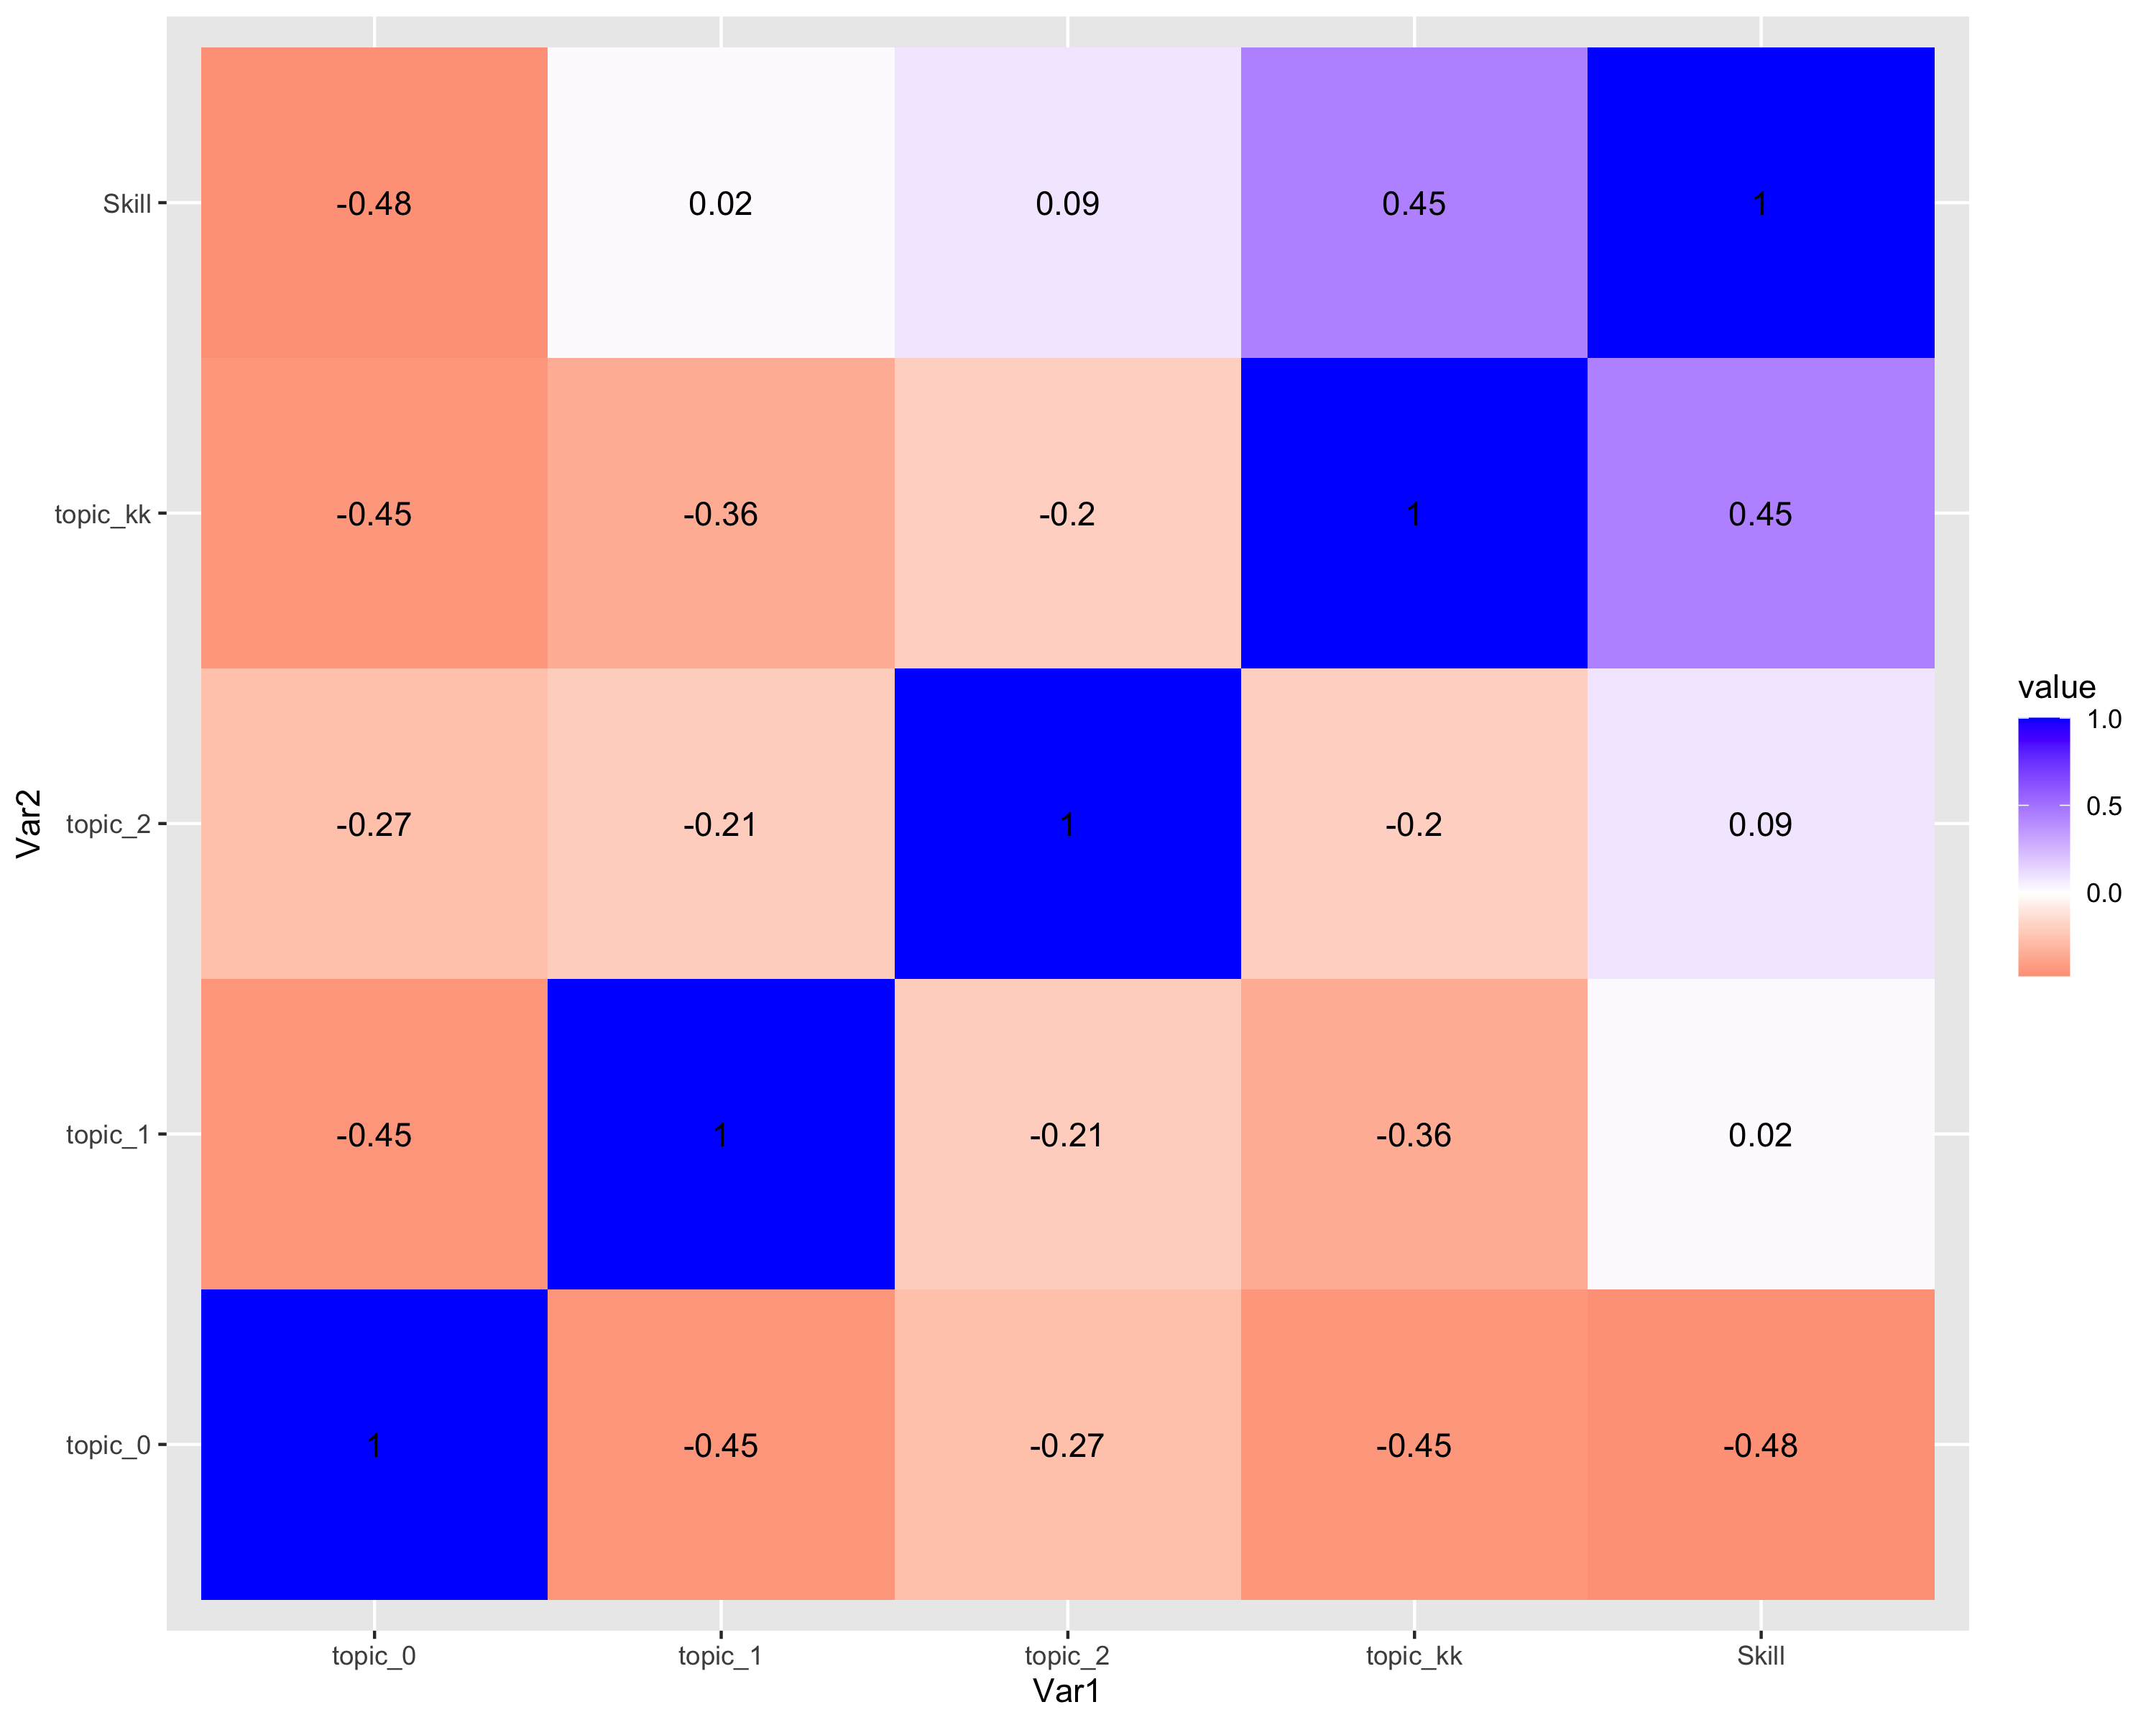 Skill -0.48 0.02 0.09 0.45 1
topic_kk -0.45 -0.36 -0.2 1 0.45
topic_2 -0.27 -0.21 1 -0.2 0.09
topic_1 -0.45 1 -0.21 -0.36 0.02
topic_0 1 -0.45 -0.27 -0.45 -0.48
topic_0 topic_1 topic_2 topic_kk Skill
Var1
Var2
value
1.0
0.5
0.0